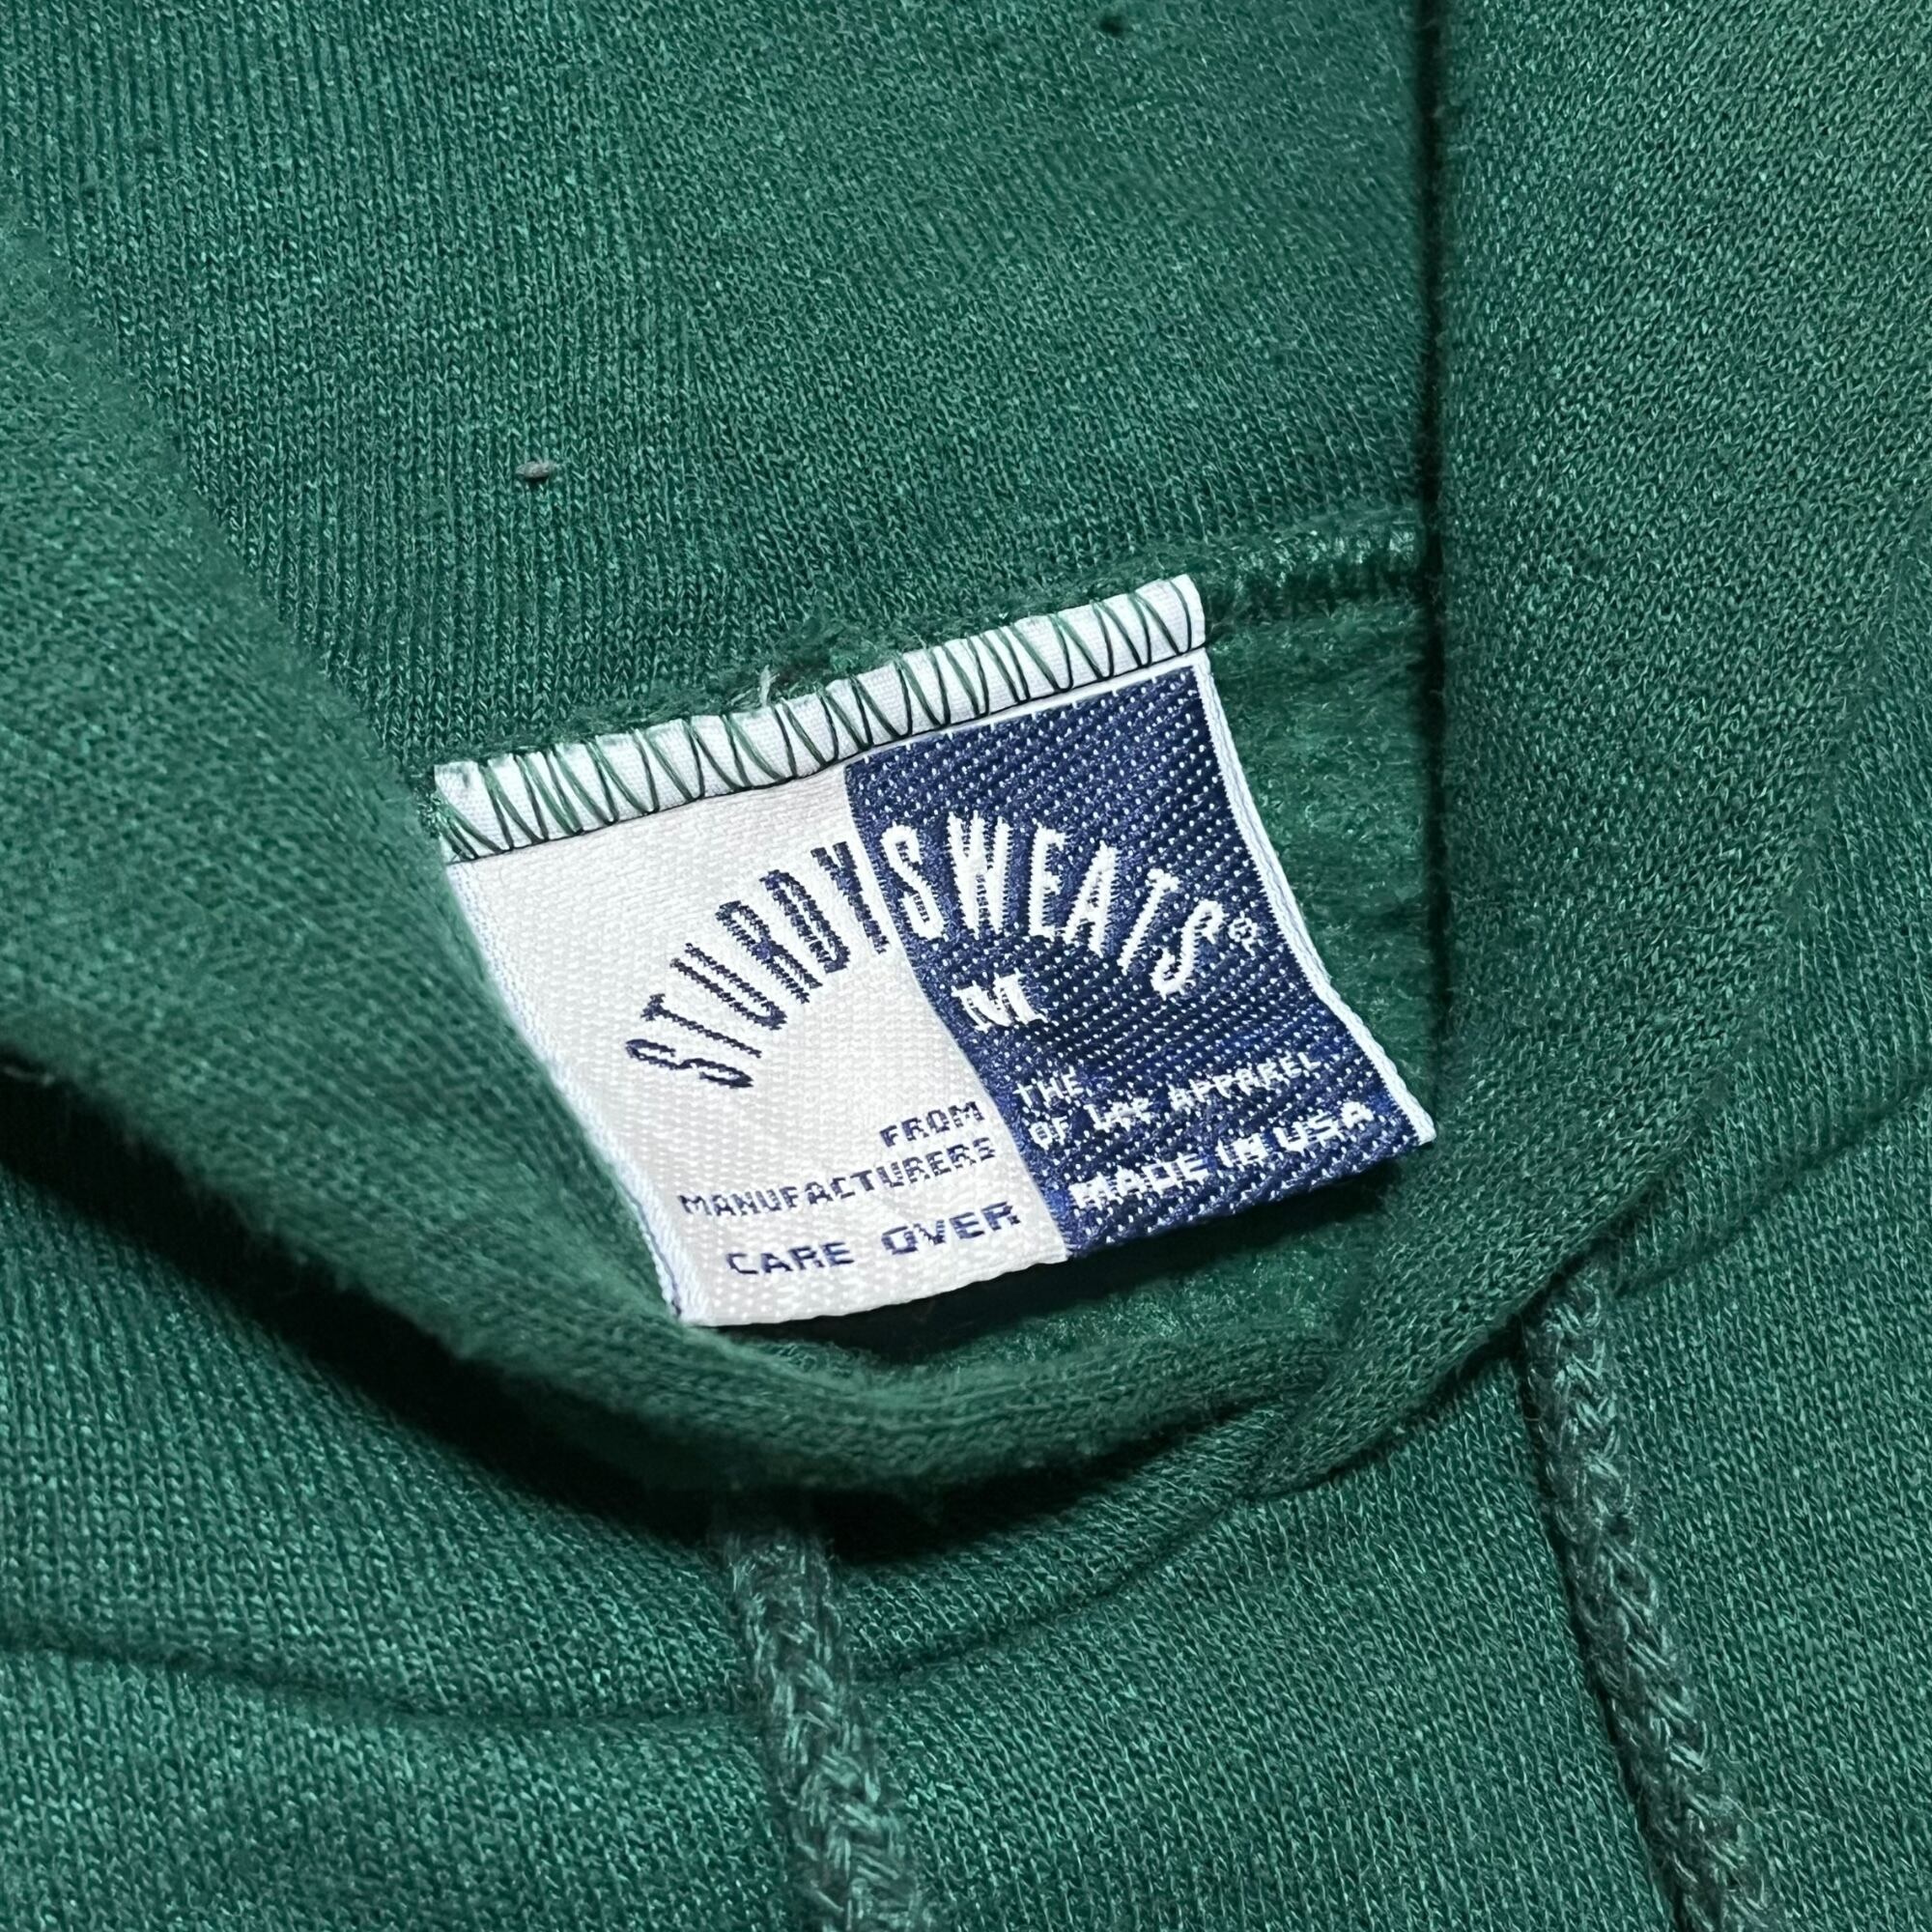 STURDY SWEATS®
M
FROM THE
MANUFACTURERS OF LEE APPAREL
CARE OVER MADE IN USA